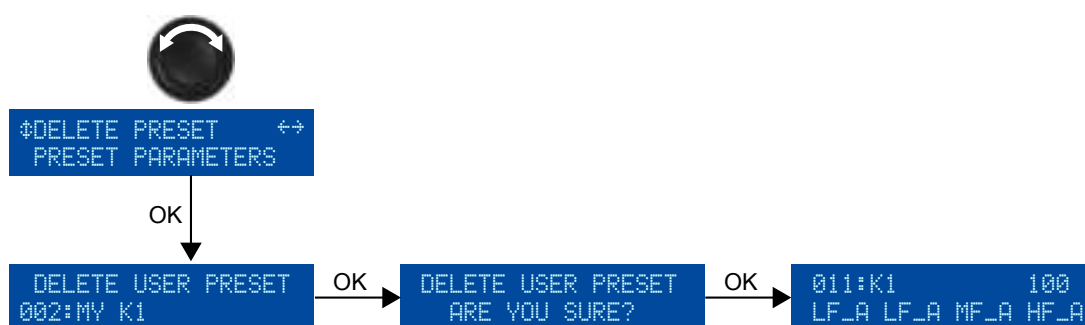 ⇕DELETE PRESET ↔
PRESET PARAMETERS
OK
DELETE USER PRESET
002:MY K1
OK
DELETE USER PRESET
ARE YOU SURE?
OK
011:K1 100
LF_A LF_A MF_A HF_A